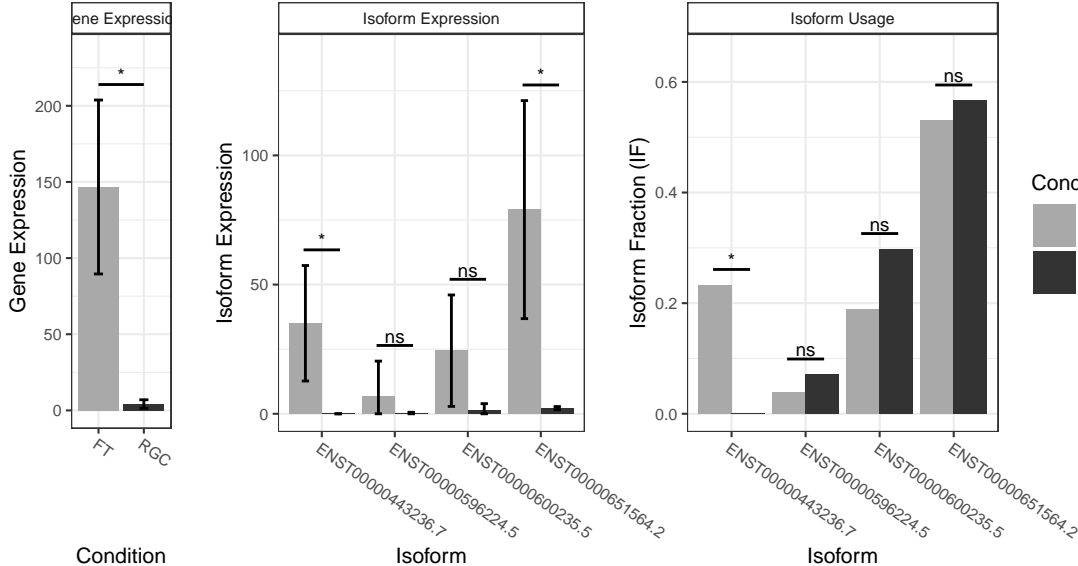 ene Expressio
Isoform Expression
Isoform Usage
Gene Expression
200
150
100
50
0
*
FT
RGC
Condition
Isoform Expression
100
50
0
*
ns
ns
*
ENST00000443236.7
ENST00000596224.5
ENST00000600235.5
ENST00000651564.2
Isoform
Isoform Fraction (IF)
0.6
0.4
0.2
0.0
*
ns
ns
ns
ENST00000443236.7
ENST00000596224.5
ENST00000600235.5
ENST00000651564.2
Isoform
Cond